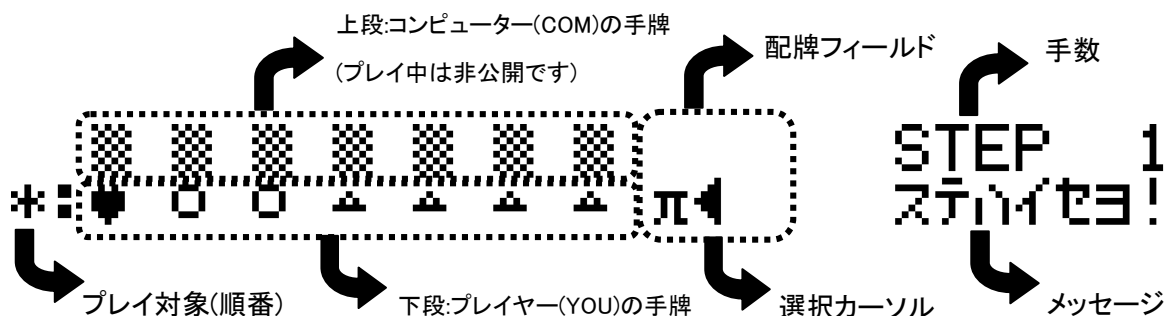 上段:コンピューター(COM)の手牌
(プレイ中は非公開です)
配牌フィールド
手数
STEP 1
*:♥ □ □ △ △ △ △ π◀
ステハイセヨ!
プレイ対象(順番)
下段:プレイヤー(YOU)の手牌
選択カーソル
メッセージ